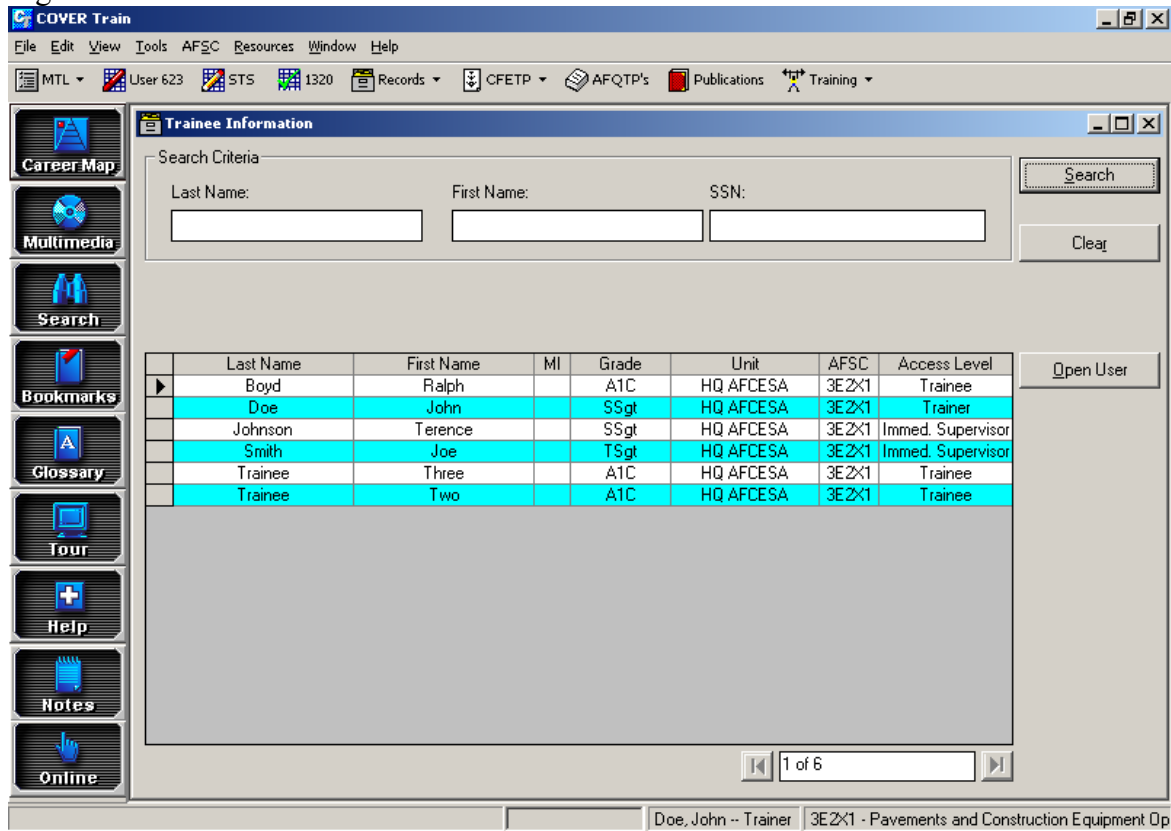 COVER Train
File Edit View Tools AFSC Resources Window Help
MTL User 623 STS 1320 Records CFETP AFQTP's Publications Training
Career Map
Multimedia
Search
Bookmarks
Glossary
Tour
Help
Notes
Online
Trainee Information
Search Criteria
Last Name: First Name: SSN:
Search
Clear
Open User
Last Name First Name MI Grade Unit AFSC Access Level
Boyd Ralph A1C HQ AFCESA 3E2X1 Trainee
Doe John SSgt HQ AFCESA 3E2X1 Trainer
Johnson Terence SSgt HQ AFCESA 3E2X1 Immed. Supervisor
Smith Joe TSgt HQ AFCESA 3E2X1 Immed. Supervisor
Trainee Three A1C HQ AFCESA 3E2X1 Trainee
Trainee Two A1C HQ AFCESA 3E2X1 Trainee
1 of 6
Doe, John -- Trainer 3E2X1 - Pavements and Construction Equipment Op